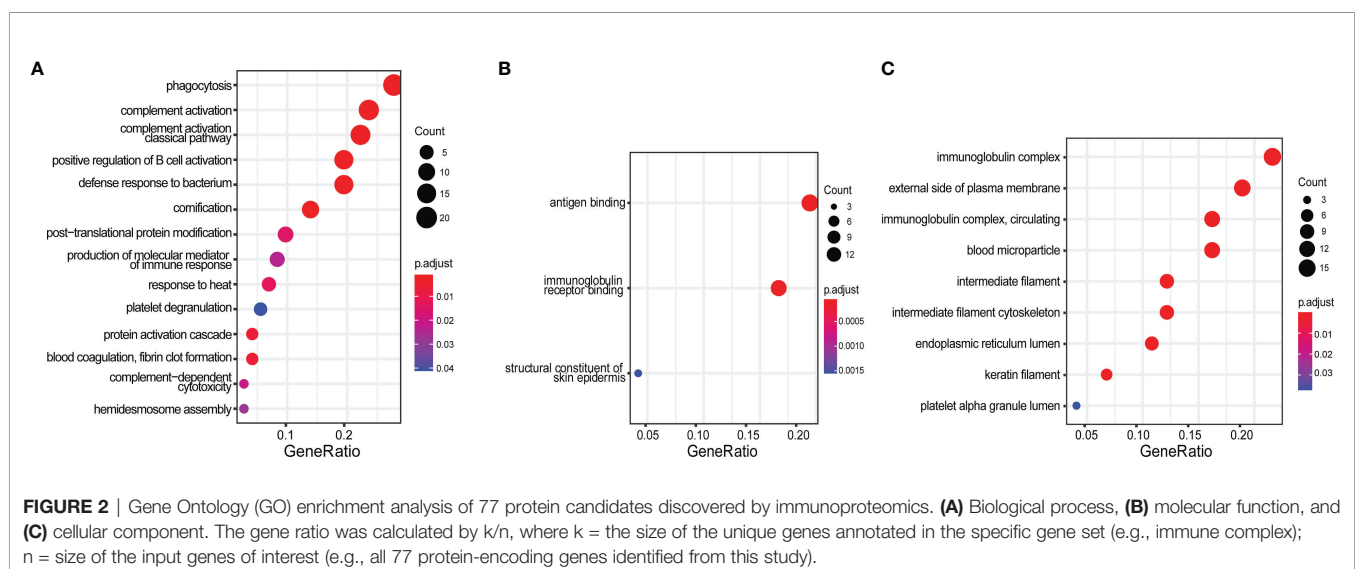 A
phagocytosis
complement activation
complement activation
classical pathway
positive regulation of B cell activation
defense response to bacterium
cornification
post−translational protein modification
production of molecular mediator
of immune response
response to heat
platelet degranulation
protein activation cascade
blood coagulation, fibrin clot formation
complement−dependent
cytotoxicity
hemidesmosome assembly
0.1 0.2
GeneRatio
Count
5
10
15
20
p.adjust
0.01
0.02
0.03
0.04
B
antigen binding
immunoglobulin
receptor binding
structural constituent of
skin epidermis
0.05 0.10 0.15 0.20
GeneRatio
Count
3
6
9
12
p.adjust
0.0005
0.0010
0.0015
C
immunoglobulin complex
external side of plasma membrane
immunoglobulin complex, circulating
blood microparticle
intermediate filament
intermediate filament cytoskeleton
endoplasmic reticulum lumen
keratin filament
platelet alpha granule lumen
0.05 0.10 0.15 0.20
GeneRatio
Count
3
6
9
12
15
p.adjust
0.01
0.02
0.03
FIGURE 2 | Gene Ontology (GO) enrichment analysis of 77 protein candidates discovered by immunoproteomics. (A) Biological process, (B) molecular function, and
(C) cellular component. The gene ratio was calculated by k/n, where k = the size of the unique genes annotated in the specific gene set (e.g., immune complex);
n = size of the input genes of interest (e.g., all 77 protein-encoding genes identified from this study).